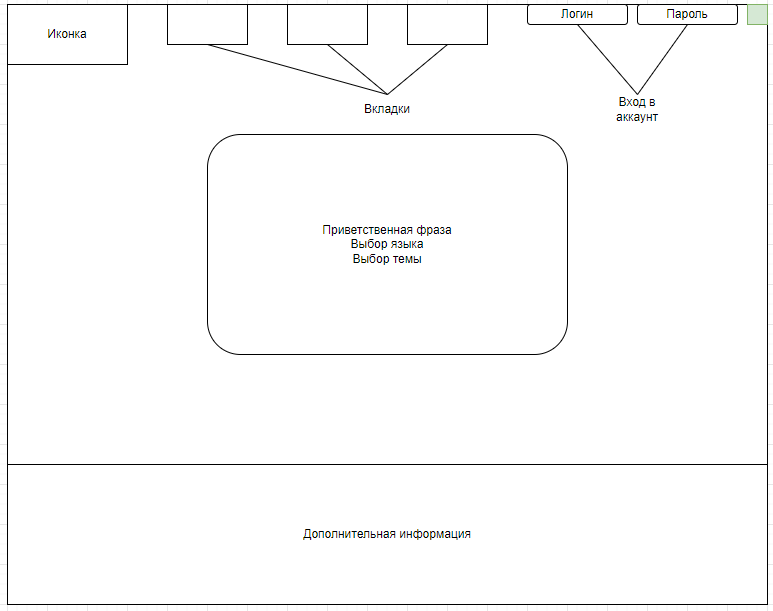 Иконка
Логин
Пароль
Вкладки
Вход в
аккаунт
Приветственная фраза
Выбор языка
Выбор темы
Дополнительная информация